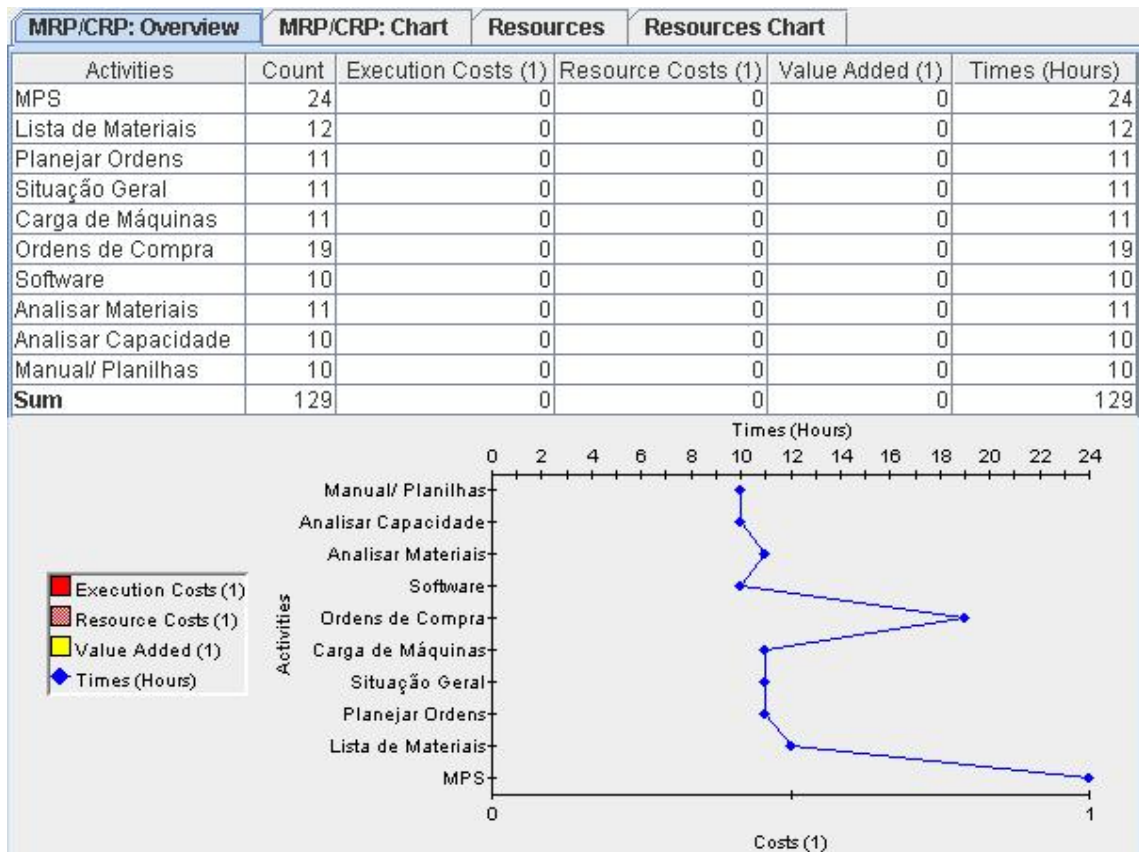 MRP/CRP: Overview MRP/CRP: Chart Resources Resources Chart
Activities Count Execution Costs (1) Resource Costs (1) Value Added (1) Times (Hours)
MPS 24 0 0 0 24
Lista de Materiais 12 0 0 0 12
Planejar Ordens 11 0 0 0 11
Situação Geral 11 0 0 0 11
Carga de Máquinas 11 0 0 0 11
Ordens de Compra 19 0 0 0 19
Software 10 0 0 0 10
Analisar Materiais 11 0 0 0 11
Analisar Capacidade 10 0 0 0 10
Manual/ Planilhas 10 0 0 0 10
Sum 129 0 0 0 129
Times (Hours)
0 2 4 6 8 10 12 14 16 18 20 22 24
Manual/ Planilhas
Analisar Capacidade
Analisar Materiais
Software
Ordens de Compra
Carga de Máquinas
Situação Geral
Planejar Ordens
Lista de Materiais
MPS
Activities
Execution Costs (1)
Resource Costs (1)
Value Added (1)
Times (Hours)
0 1
Costs (1)